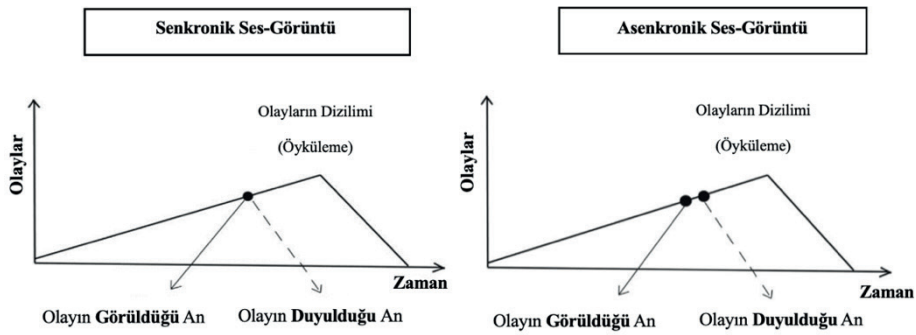 Senkronik Ses-Görüntü
Olayların Dizilimi
(Öyküleme)
Olaylar
Zaman
Olayın Görüldüğü An
Olayın Duyulduğu An
Asenkronik Ses-Görüntü
Olayların Dizilimi
(Öyküleme)
Olaylar
Zaman
Olayın Görüldüğü An
Olayın Duyulduğu An